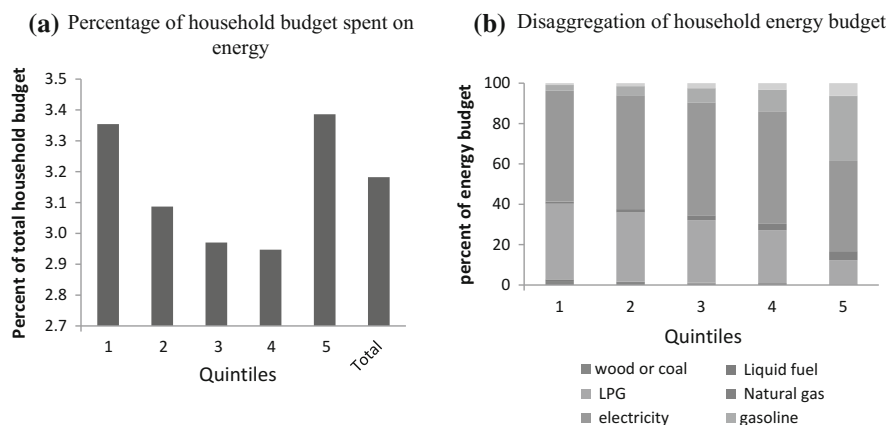 (a) Percentage of household budget spent on
energy
Percent of total household budget
3.5
3.4
3.3
3.2
3.1
3.0
2.9
2.8
2.7
1 2 3 4 5 Total
Quintiles
(b) Disaggregation of household energy budget
percent of energy budget
100
80
60
40
20
0
1 2 3 4 5
Quintiles
wood or coal Liquid fuel
LPG Natural gas
electricity gasoline